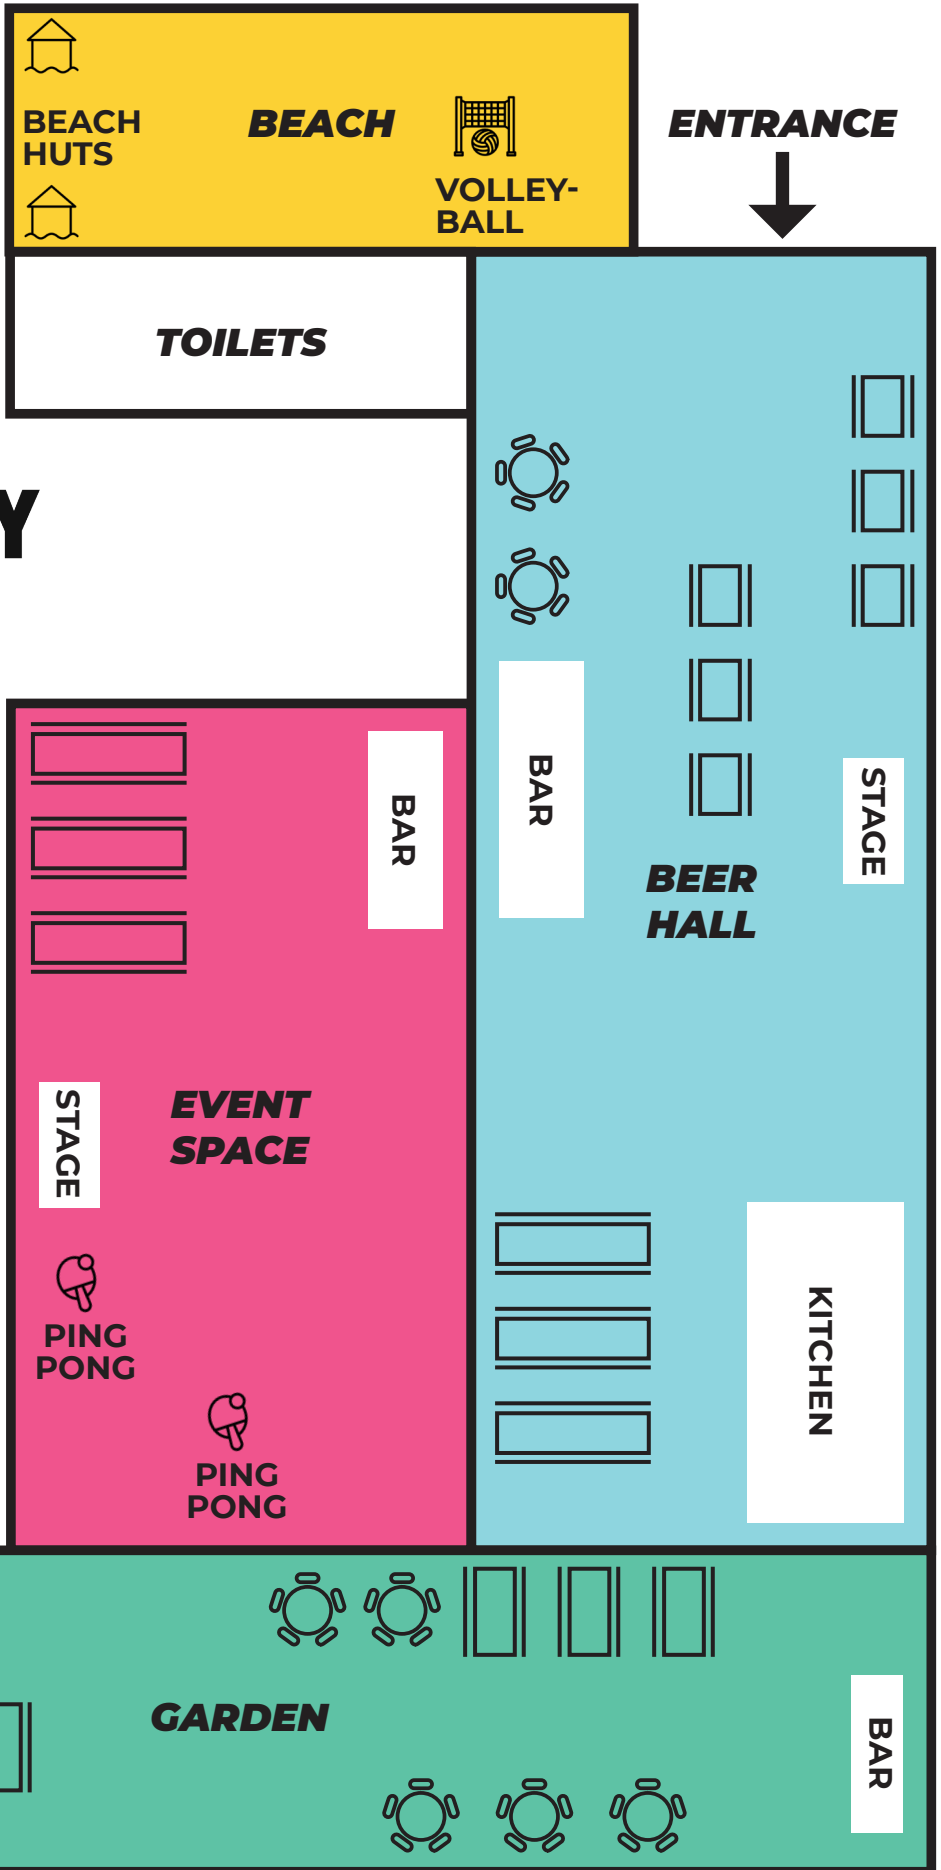 BEACH
HUTS
BEACH
VOLLEY-
BALL
ENTRANCE
TOILETS
Y
BAR
BAR
STAGE
BEER
HALL
STAGE
EVENT
SPACE
PING
PONG
PING
PONG
KITCHEN
GARDEN
BAR